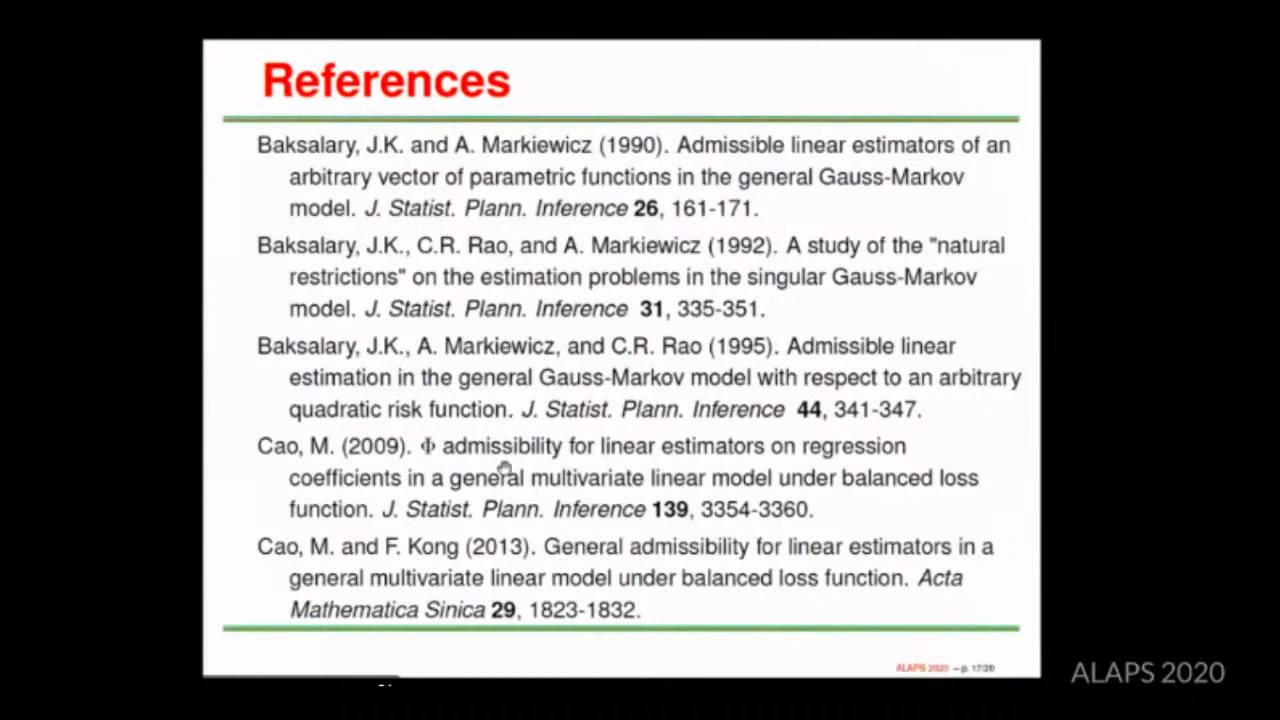 References
Baksalary, J.K. and A. Markiewicz (1990). Admissible linear estimators of an
arbitrary vector of parametric functions in the general Gauss-Markov
model. J. Statist. Plann. Inference 26, 161-171.
Baksalary, J.K., C.R. Rao, and A. Markiewicz (1992). A study of the "natural
restrictions" on the estimation problems in the singular Gauss-Markov
model. J. Statist. Plann. Inference 31, 335-351.
Baksalary, J.K., A. Markiewicz, and C.R. Rao (1995). Admissible linear
estimation in the general Gauss-Markov model with respect to an arbitrary
quadratic risk function. J. Statist. Plann. Inference 44, 341-347.
Cao, M. (2009). Φ admissibility for linear estimators on regression
coefficients in a general multivariate linear model under balanced loss
function. J. Statist. Plann. Inference 139, 3354-3360.
Cao, M. and F. Kong (2013). General admissibility for linear estimators in a
general multivariate linear model under balanced loss function. Acta
Mathematica Sinica 29, 1823-1832.
ALAPS 2020 – p. 17/20
ALAPS 2020